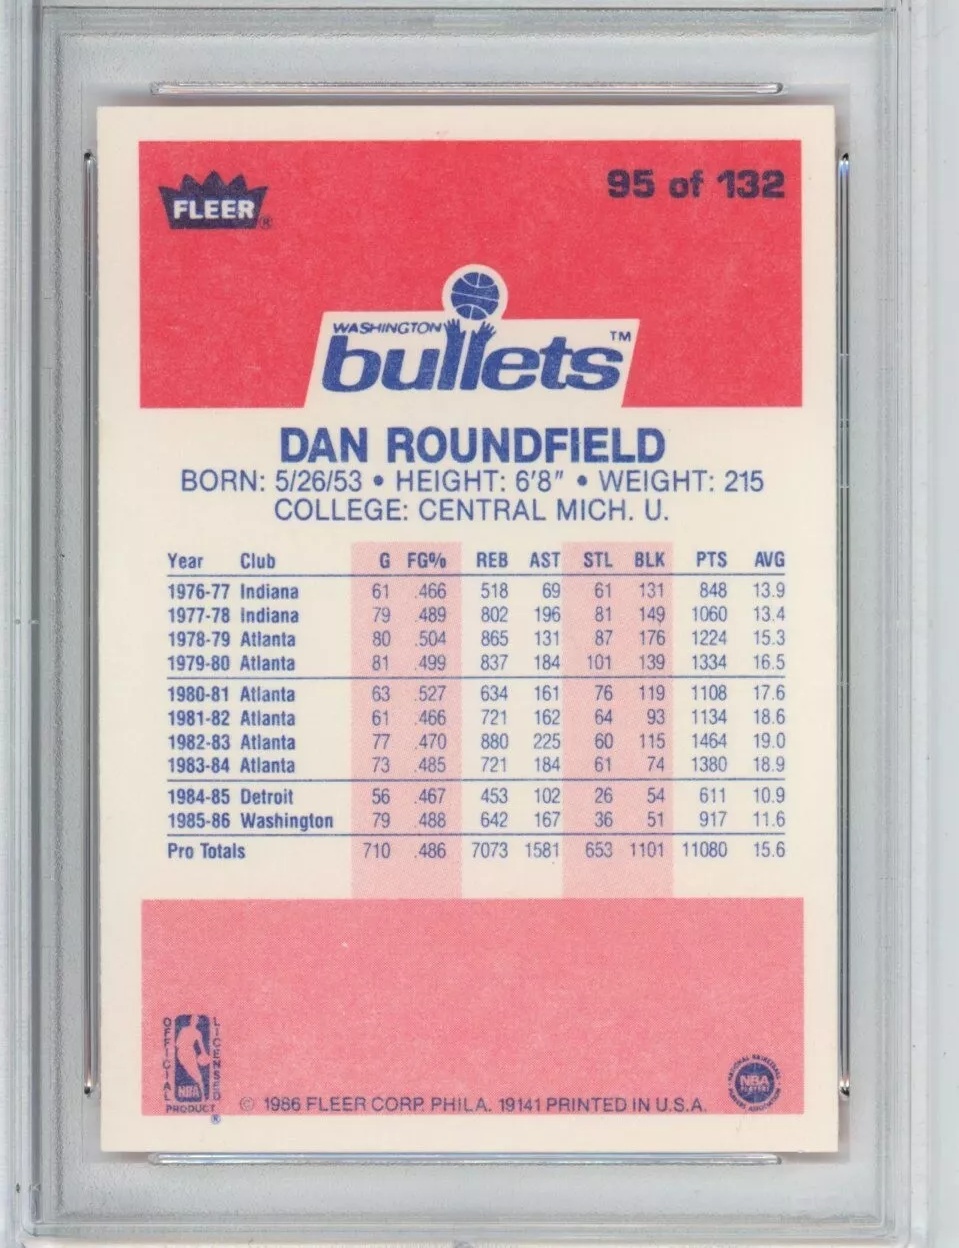 FLEER®
95 of 132
WASHINGTON
bullets™
DAN ROUNDFIELD
BORN: 5/26/53 • HEIGHT: 6'8" • WEIGHT: 215
COLLEGE: CENTRAL MICH. U.
Year Club G FG% REB AST STL BLK PTS AVG
1976-77 Indiana 61 .466 518 69 61 131 848 13.9
1977-78 Indiana 79 .489 802 196 81 149 1060 13.4
1978-79 Atlanta 80 .504 865 131 87 176 1224 15.3
1979-80 Atlanta 81 .499 837 184 101 139 1334 16.5
1980-81 Atlanta 63 .527 634 161 76 119 1108 17.6
1981-82 Atlanta 61 .466 721 162 64 93 1134 18.6
1982-83 Atlanta 77 .470 880 225 60 115 1464 19.0
1983-84 Atlanta 73 .485 721 184 61 74 1380 18.9
1984-85 Detroit 56 .467 453 102 26 54 611 10.9
1985-86 Washington 79 .488 642 167 36 51 917 11.6
Pro Totals 710 .486 7073 1581 653 1101 11080 15.6
OFFICIAL LICENSED
NBA
PRODUCT®
© 1986 FLEER CORP. PHILA. 19141 PRINTED IN U.S.A.
NATIONAL BASKETBALL
NBA
PLAYERS
PLAYERS ASSOCIATION